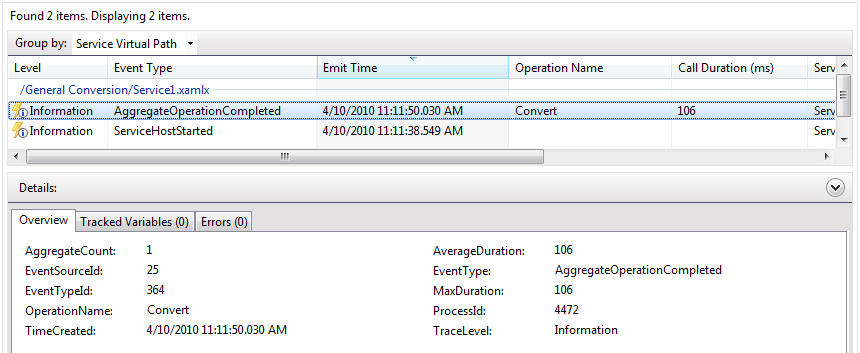 Found 2 items. Displaying 2 items.
Group by: Service Virtual Path
Level Event Type Emit Time Operation Name Call Duration (ms) Serv
/General Conversion/Service1.xamlx
Information AggregateOperationCompleted 4/10/2010 11:11:50.030 AM Convert 106 Serv
Information ServiceHostStarted 4/10/2010 11:11:38.549 AM Serv
Details:
Overview Tracked Variables (0) Errors (0)
AggregateCount: 1 AverageDuration: 106
EventSourceId: 25 EventType: AggregateOperationCompleted
EventTypeId: 364 MaxDuration: 106
OperationName: Convert ProcessId: 4472
TimeCreated: 4/10/2010 11:11:50.030 AM TraceLevel: Information